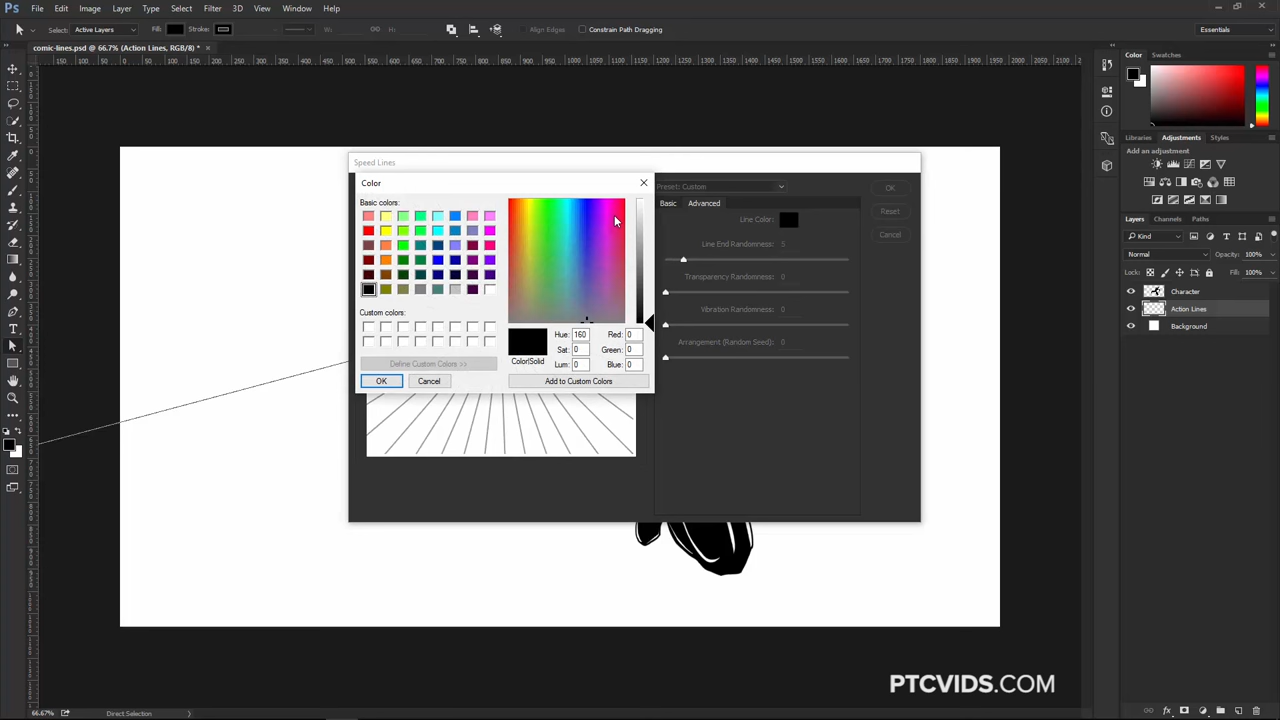 Ps File Edit Image Layer Type Select Filter 3D View Window Help
Select: Active Layers Fill: Stroke: W: H: Align Edges Constrain Path Dragging Essentials
comic-lines.psd @ 66.7% (Action Lines, RGB/8) * ×
Color Swatches
Libraries Adjustments Styles
Add an adjustment
Layers Channels Paths
Kind
Normal Opacity: 100%
Lock: Fill: 100%
Character
Action Lines
Background
Speed Lines
Preset: Custom
Basic Advanced
Line Color:
Line End Randomness: 5
Transparency Randomness: 0
Vibration Randomness: 0
Arrangement (Random Seed): 0
OK
Reset
Cancel
Color
Basic colors:
Custom colors:
Define Custom Colors >>
OK Cancel
Color|Solid
Hue: 160 Red: 0
Sat: 0 Green: 0
Lum: 0 Blue: 0
Add to Custom Colors
PTCVIDS.COM
66.67% Direct Selection